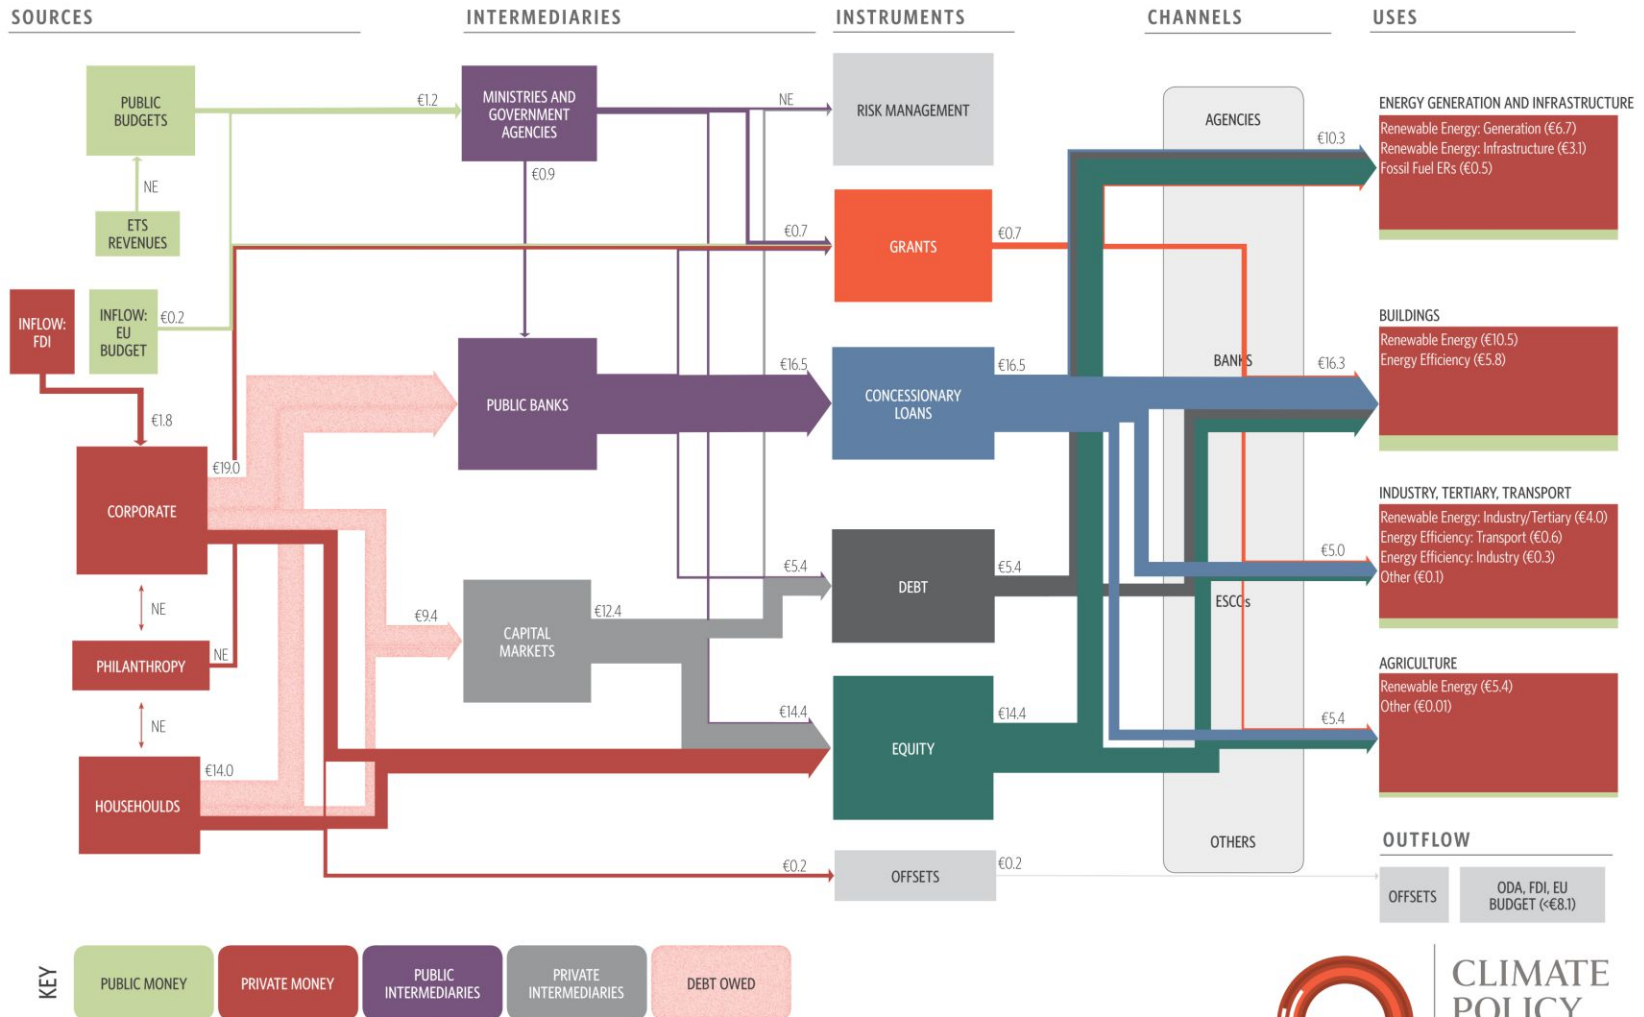 SOURCES
INTERMEDIARIES
INSTRUMENTS
CHANNELS
USES
PUBLIC
BUDGETS
€1.2
NE
ETS
REVENUES
INFLOW:
FDI
INFLOW:
EU
BUDGET
€0.2
€1.8
€19.0
CORPORATE
NE
PHILANTHROPY
NE
NE
€14.0
HOUSEHOULDS
MINISTRIES AND
GOVERNMENT
AGENCIES
€0.9
PUBLIC BANKS
€9.4
CAPITAL
MARKETS
€12.4
NE
€0.7
€16.5
€5.4
€14.4
€0.2
RISK MANAGEMENT
GRANTS
€0.7
CONCESSIONARY
LOANS
€16.5
DEBT
€5.4
EQUITY
€14.4
OFFSETS
€0.2
AGENCIES
BANKS
ESCOs
OTHERS
€10.3
€16.3
€5.0
€5.4
ENERGY GENERATION AND INFRASTRUCTURE
Renewable Energy: Generation (€6.7)
Renewable Energy: Infrastructure (€3.1)
Fossil Fuel ERs (€0.5)
BUILDINGS
Renewable Energy (€10.5)
Energy Efficiency (€5.8)
INDUSTRY, TERTIARY, TRANSPORT
Renewable Energy: Industry/Tertiary (€4.0)
Energy Efficiency: Transport (€0.6)
Energy Efficiency: Industry (€0.3)
Other (€0.1)
AGRICULTURE
Renewable Energy (€5.4)
Other (€0.01)
OUTFLOW
OFFSETS
ODA, FDI, EU
BUDGET (<€8.1)
KEY
PUBLIC MONEY
PRIVATE MONEY
PUBLIC
INTERMEDIARIES
PRIVATE
INTERMEDIARIES
DEBT OWED
CLIMATE
POLICY